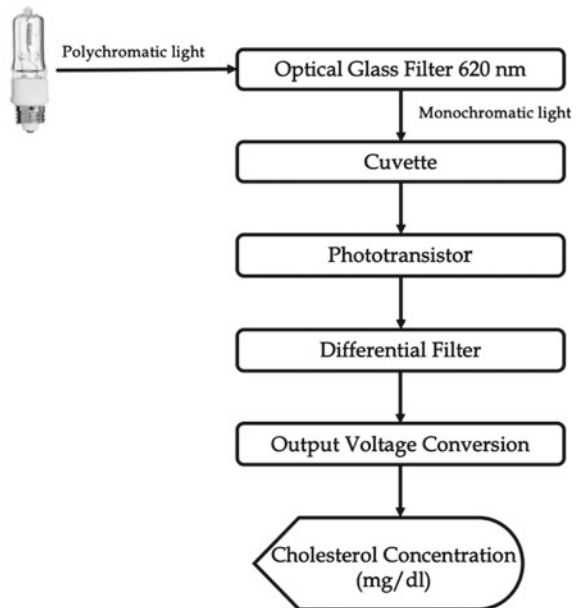 Polychromatic light
Optical Glass Filter 620 nm
Monochromatic light
Cuvette
Phototransistor
Differential Filter
Output Voltage Conversion
Cholesterol Concentration
(mg/dl)